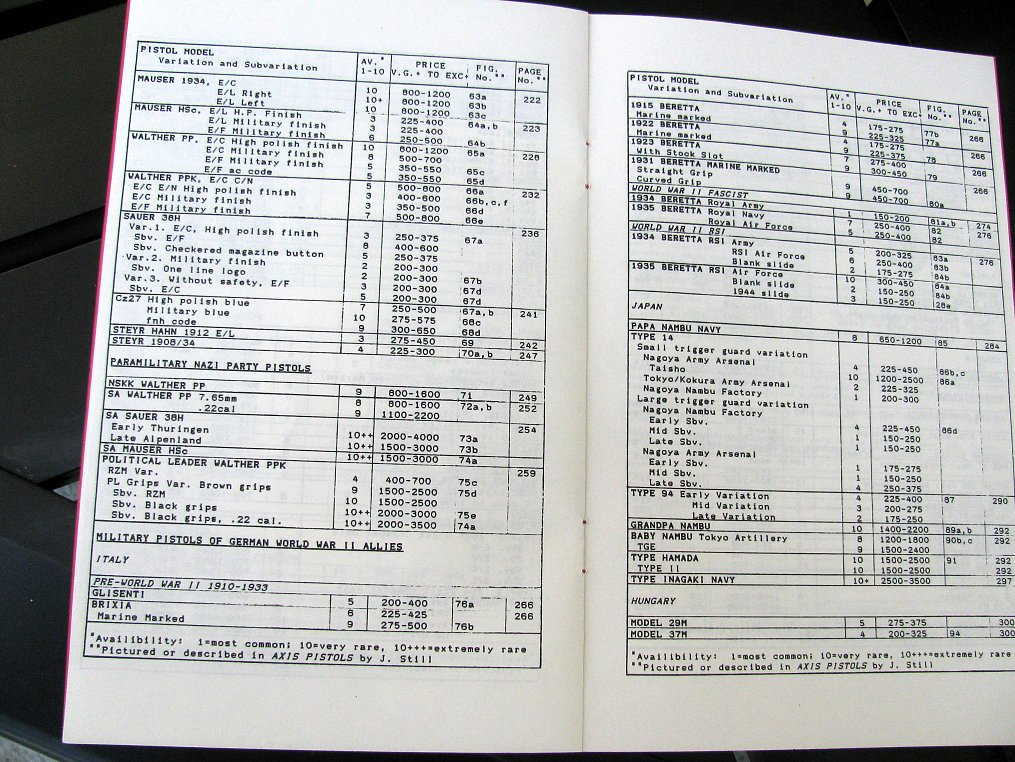 PISTOL MODEL AV.* PRICE FIG. PAGE
Variation and Subvariation 1-10 V.G.+ TO EXC+ No.** No.**
MAUSER 1934, E/C 10 800-1200 63a
E/L Right 10+ 800-1200 63b 222
E/L Left 10 800-1200 63c
MAUSER HSc, E/L H.P. Finish 3 225-400 64a,b
E/L Military finish 3 225-400 223
E/F Military finish 6 250-500 64b
WALTHER PP, E/C High polish finish 10 800-1200 65a
E/C Military finish 8 500-700 228
E/F Military finish 5 350-550 65c
E/F ac code 5 350-550 65d
WALTHER PPK, E/C C/N 5 500-800 66a
E/C E/N High polish finish 3 400-600 66b,c,f 232
E/C Military finish 3 350-500 66d
E/F Military finish 7 500-800 66e
SAUER 38H 236
Var.1. E/C, High polish finish 3 250-375 67a
Sbv. E/F 8 400-600
Sbv. Checkered magazine button 5 250-375
Var.2. Military finish 2 200-300
Sbv. One line logo 2 200-300 67b
Var.3. Without safety, E/F 3 200-300 67d
Sbv. E/C 5 200-300 67d
Cz27 High polish blue 7 250-500 67a,b
Military blue 10 275-575 68c 241
fnh code 9 300-650 68d
STEYR HAHN 1912 E/L 3 275-450 69 242
STEYR 1908/34 4 225-300 70a,b 247
PARAMILITARY NAZI PARTY PISTOLS
NSKK WALTHER PP 9 800-1600 71 249
SA WALTHER PP 7.65mm 8 800-1600 72a,b 252
.22cal 9 1100-2200
SA SAUER 38H 254
Early Thuringen 10++ 2000-4000 73a
Late Alpenland 10++ 1500-3000 73b
SA MAUSER HSc 10++ 1500-3000 74a
POLITICAL LEADER WALTHER PPK 259
RZM Var. 4 400-700 75c
PL Grips Var. Brown grips 9 1500-2500 75d
Sbv. RZM 10 1500-2500
Sbv. Black grips 10++ 2000-3000 75e
Sbv. Black grips, .22 cal. 10++ 2000-3500 74a
MILITARY PISTOLS OF GERMAN WORLD WAR II ALLIES
ITALY
PRE-WORLD WAR II 1910-1933
GLISENTI 5 200-400 76a 266
BRIXIA 6 225-425 266
Marine Marked 9 275-500 76b
*Availibility: 1=most common; 10=very rare, 10+++=extremely rare
**Pictured or described in AXIS PISTOLS by J. Still
PISTOL MODEL AV.* PRICE FIG. PAGE
Variation and Subvariation 1-10 V.G.+ TO EXC+ No.** No.**
1915 BERETTA 4 175-275 77b
Marine marked 9 225-325 77a 266
1922 BERETTA 4 175-275
Marine marked 9 225-375 78 266
1923 BERETTA 7 275-400
With Stock Slot 9 300-450 79
1931 BERETTA MARINE MARKED 266
Straight Grip 9 450-700
Curved Grip 9 450-700 80a
WORLD WAR II FASCIST
1934 BERETTA Royal Army 1 150-200 81a,b 274
1935 BERETTA Royal Navy 7 250-400 82 276
Royal Air Force 5 250-400 82
WORLD WAR II RSI
1934 BERETTA RSI Army 5 200-325 83a 276
RSI Air Force 6 250-400 83b
Blank slide 2 175-275 84b
1935 BERETTA RSI Air Force 10 300-450 84a
Blank slide 2 150-250 84b
1944 slide 3 150-250 28e
JAPAN
PAPA NAMBU NAVY 8 650-1200 85 284
TYPE 14
Small trigger guard variation
Nagoya Army Arsenal 4 225-450 86b,c
Taisho 10 1200-2500 86a
Tokyo/Kokura Army Arsenal 2 225-325
Nagoya Nambu Factory 1 200-300
Large trigger guard variation
Nagoya Nambu Factory
Early Sbv. 4 225-450 86d
Mid Sbv. 1 150-250
Late Sbv. 1 150-250
Nagoya Army Arsenal
Early Sbv. 1 175-275
Mid Sbv. 1 150-250
Late Sbv. 4 250-375
TYPE 94 Early Variation 4 225-400 87 290
Mid Variation 3 200-275
Late Variation 2 175-250
GRANDPA NAMBU 10 1400-2200 89a,b 292
BABY NAMBU Tokyo Artillery 8 1200-1800 90b,c 292
TGE 9 1500-2400
TYPE HAMADA 10 1500-2500 91 292
TYPE II 10 1500-2500 292
TYPE INAGAKI NAVY 10+ 2500-3500 297
HUNGARY
MODEL 29M 5 275-375 300
MODEL 37M 4 200-325 94 300
*Availibility: 1=most common; 10=very rare, 10+++=extremely rare
**Pictured or described in AXIS PISTOLS by J. Still